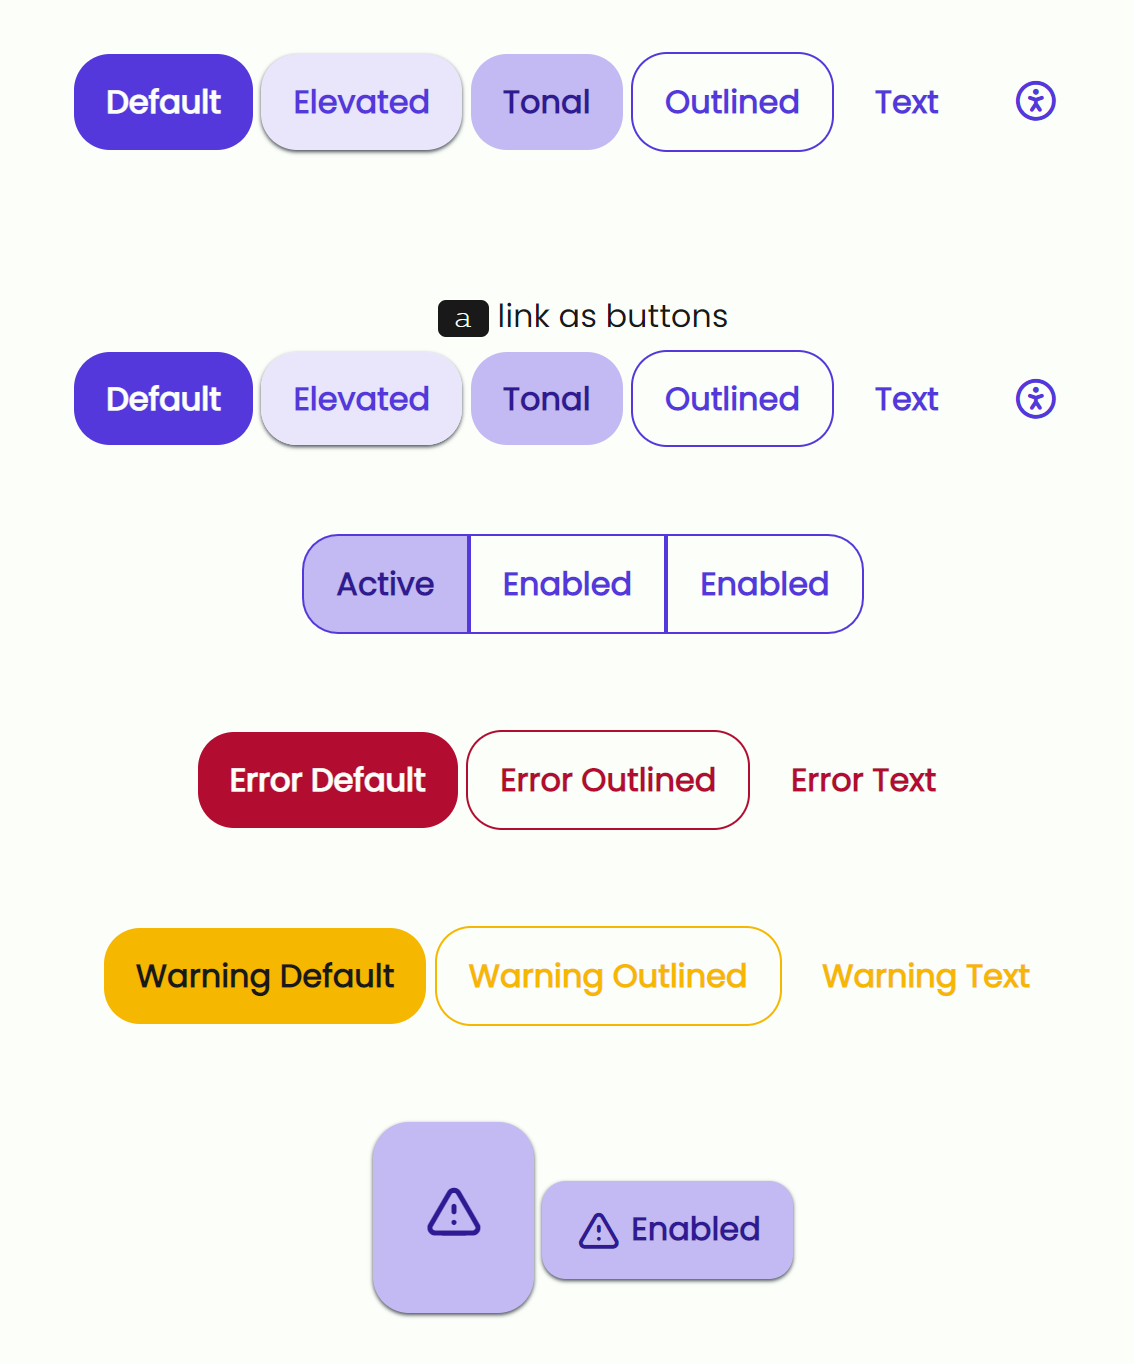 Default Elevated Tonal Outlined Text
a link as buttons
Default Elevated Tonal Outlined Text
Active Enabled Enabled
Error Default Error Outlined Error Text
Warning Default Warning Outlined Warning Text
Enabled